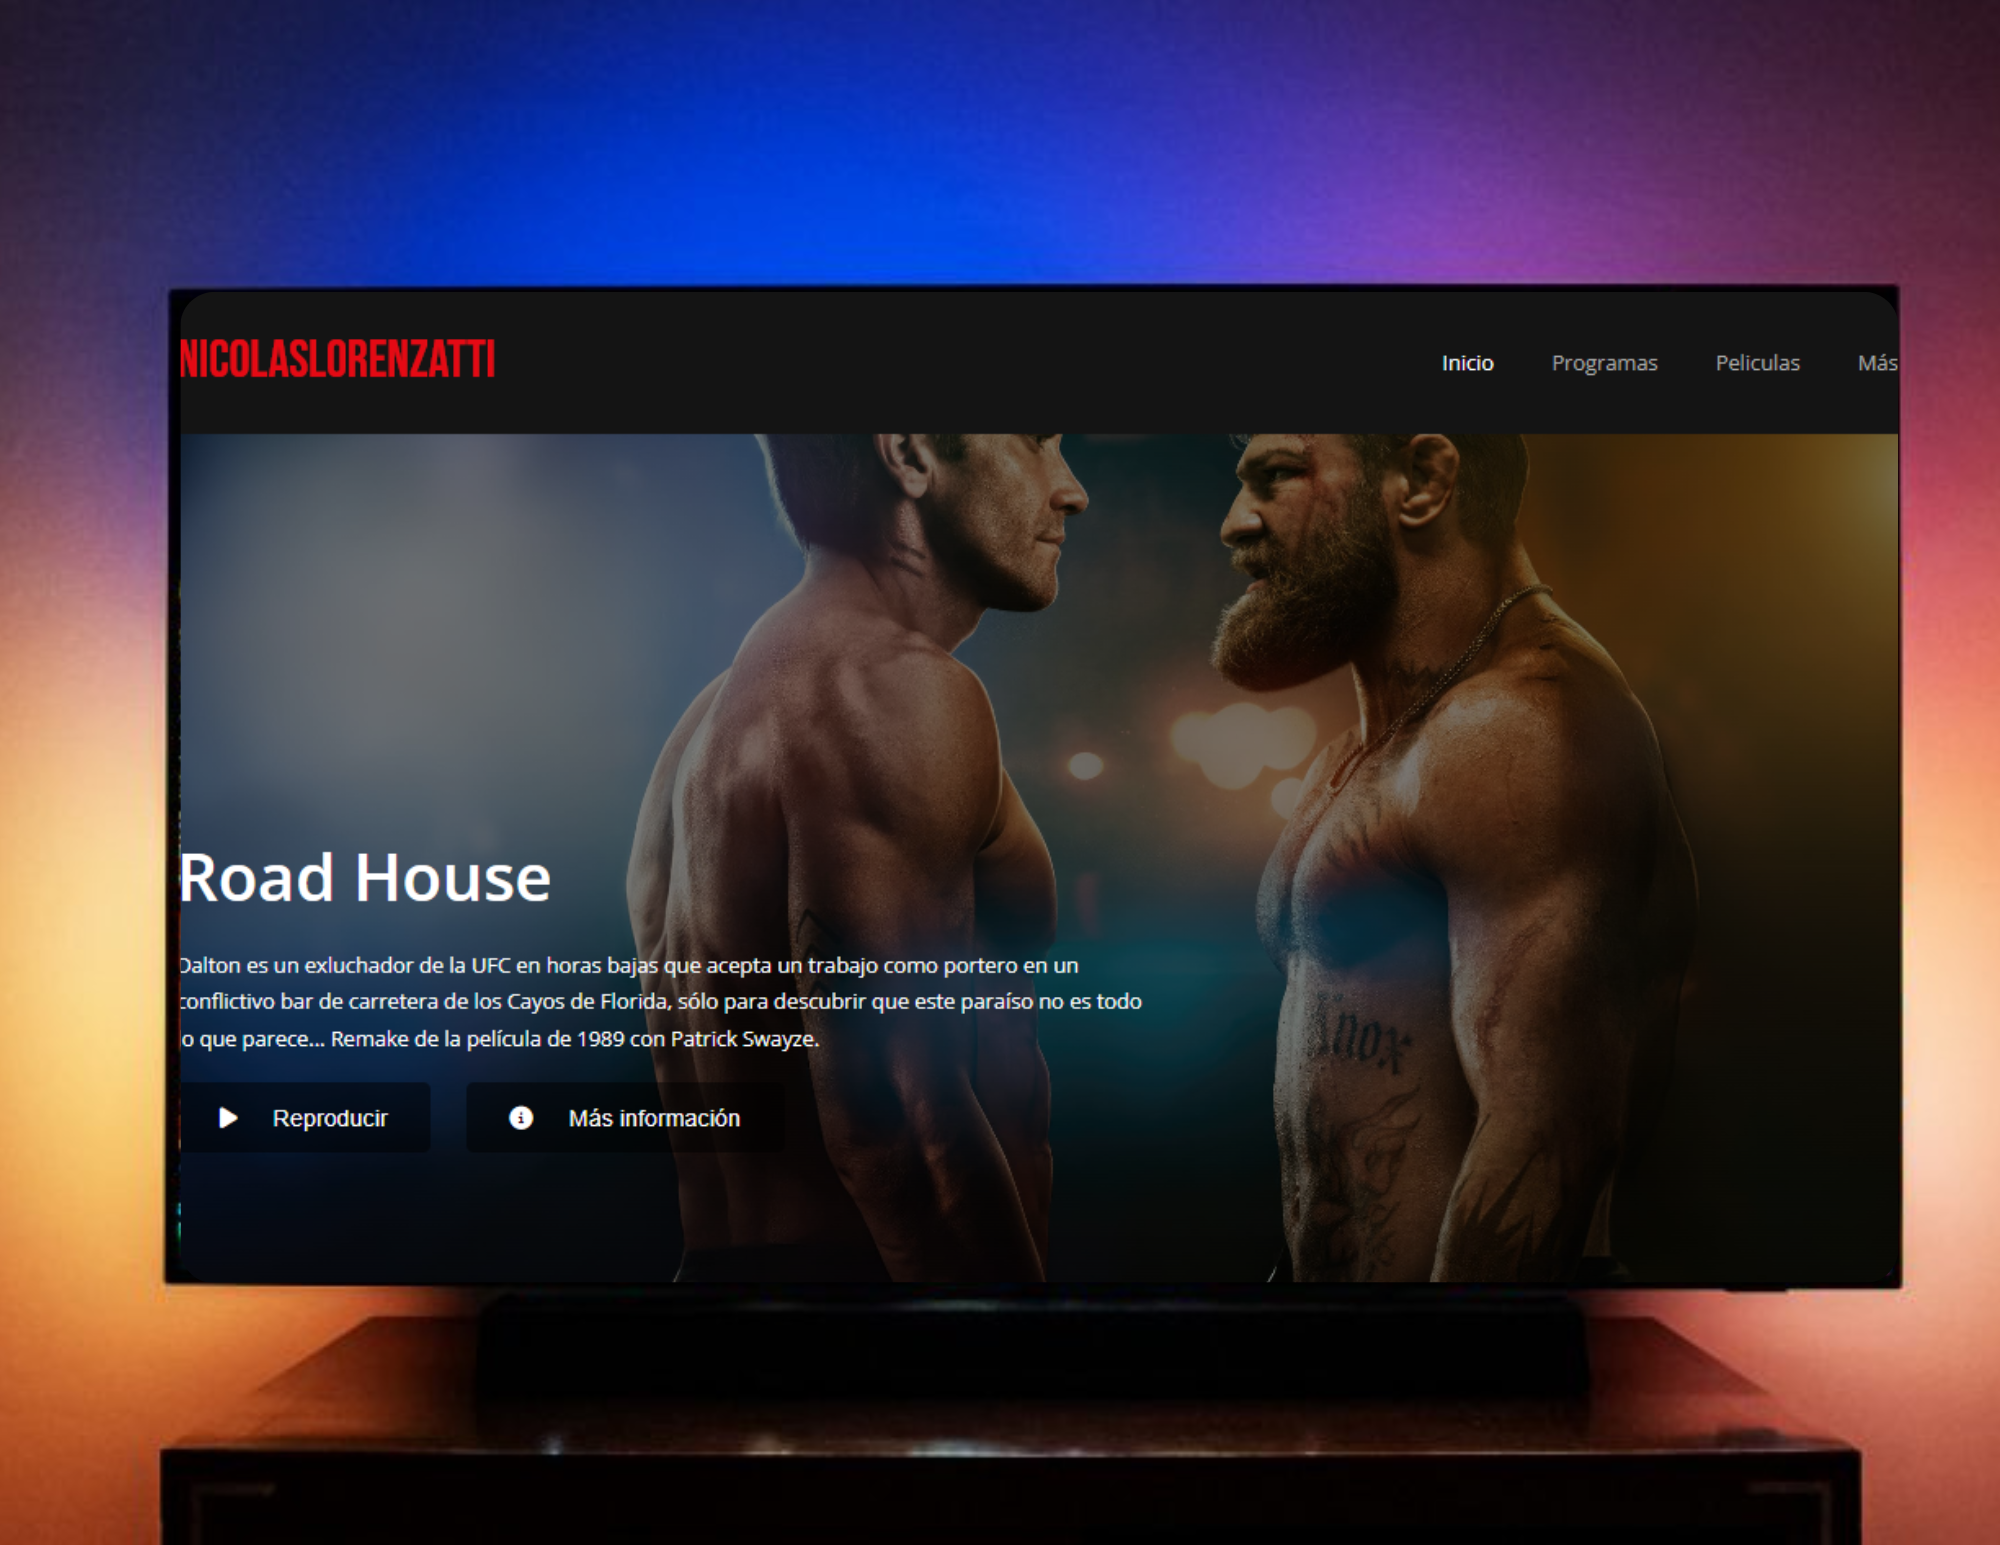 NICOLASLORENZATTI
Inicio Programas Peliculas Más
Road House
Dalton es un exluchador de la UFC en horas bajas que acepta un trabajo como portero en un
conflictivo bar de carretera de los Cayos de Florida, sólo para descubrir que este paraíso no es todo
lo que parece... Remake de la película de 1989 con Patrick Swayze.
Reproducir Más información